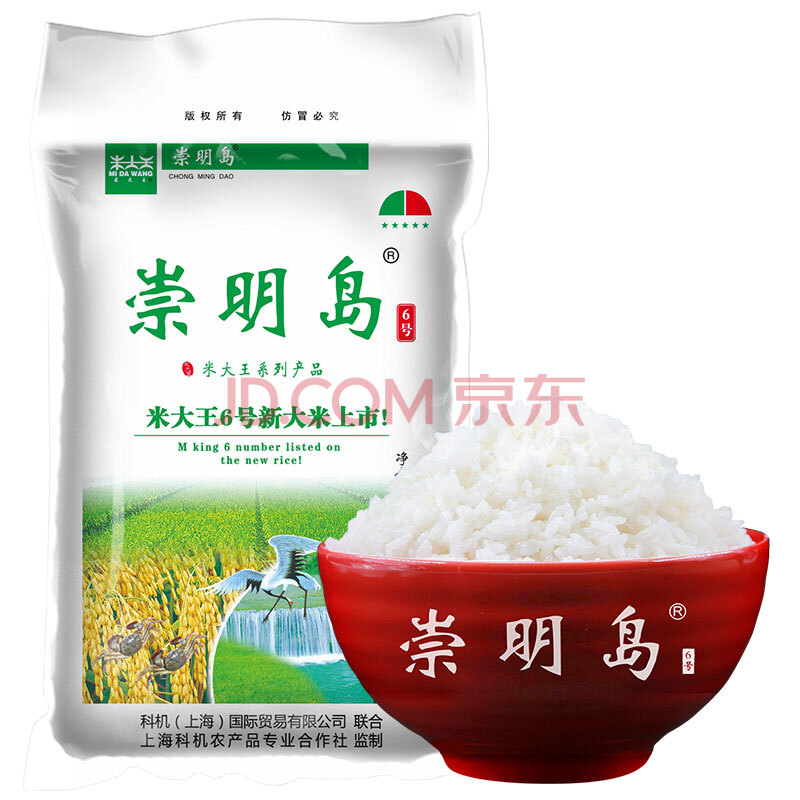 版权所有 仿冒必究
米大王
MI DA WANG
米大王
崇明岛®
CHONG MING DAO
崇明岛®
6号
米大王系列产品
JD.COM 京东
米大王6号新大米上市!
M king 6 number listed on
the new rice!
净
崇明岛®
6号
科机（上海）国际贸易有限公司 联合
上海科机农产品专业合作社 监制